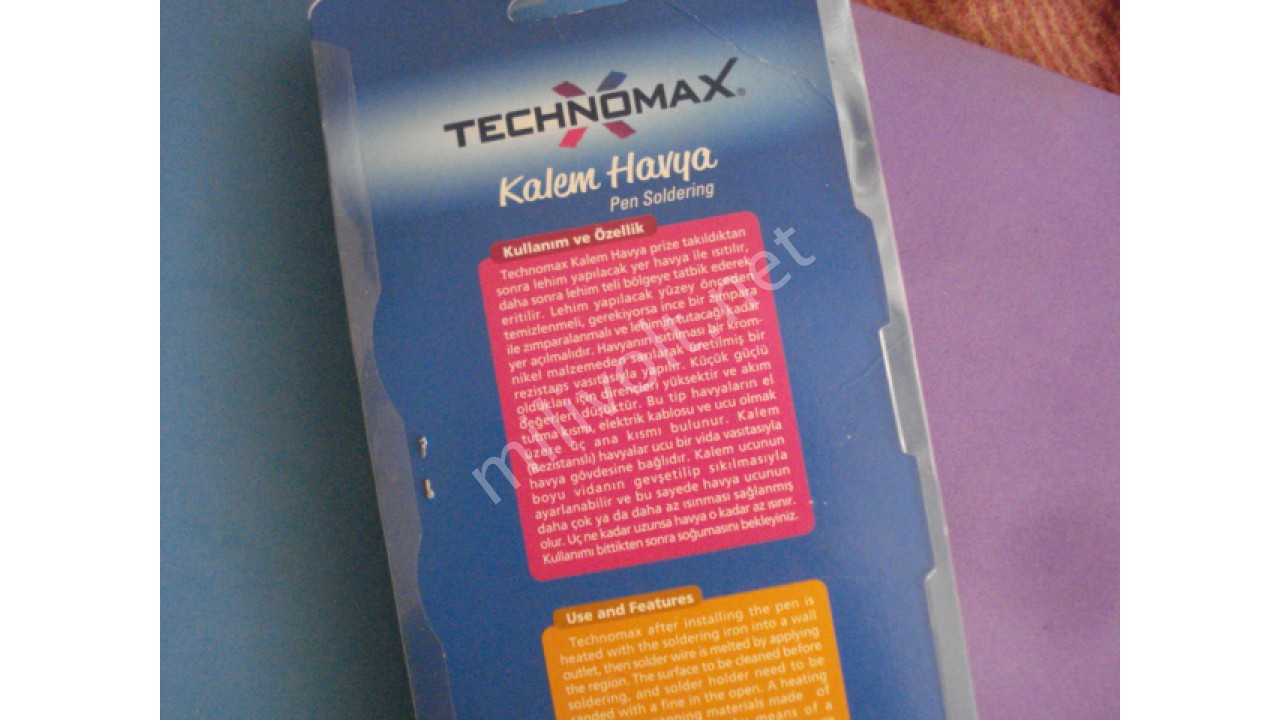 TECHNOMAX®
Kalem Havya
Pen Soldering
Kullanım ve Özellik
Technomax Kalem Havya prize takıldıktan
sonra lehim yapılacak yer havya ile ısıtılır,
daha sonra lehim teli bölgeye tatbik ederek
eritilir. Lehim yapılacak yüzey önceden
temizlenmeli, gerekiyorsa ince bir zımpara
ile zımparalanmalı ve lehimin tutacağı kadar
yer açılmalıdır. Havyanın ısıtılması bir krom-
nikel malzemeden sarılarak üretilmiş bir
rezistans vasıtasıyla yapılır. Küçük güçlü
oldukları için dirençleri yüksektir ve akım
değerleri düşüktür. Bu tip havyaların el
tutma kısmı, elektrik kablosu ve ucu olmak
üzere üç ana kısmı bulunur. Kalem
(Rezistanslı) havyalar ucu bir vida vasıtasıyla
havya gövdesine bağlıdır. Kalem ucunun
boyu vidanın gevşetilip sıkılmasıyla
ayarlanabilir ve bu sayede havya ucunun
daha çok ya da daha az ısınması sağlanmış
olur. Uç ne kadar uzunsa havya o kadar az ısınır.
Kullanımı bittikten sonra soğumasını bekleyiniz.
milivolt.net
Use and Features
Technomax after installing the pen is
heated with the soldering iron into a wall
outlet, then solder wire is melted by applying
the region. The surface to be cleaned before
soldering, and solder holder need to be
sanded with a fine in the open. A heating
materials made of
means of a